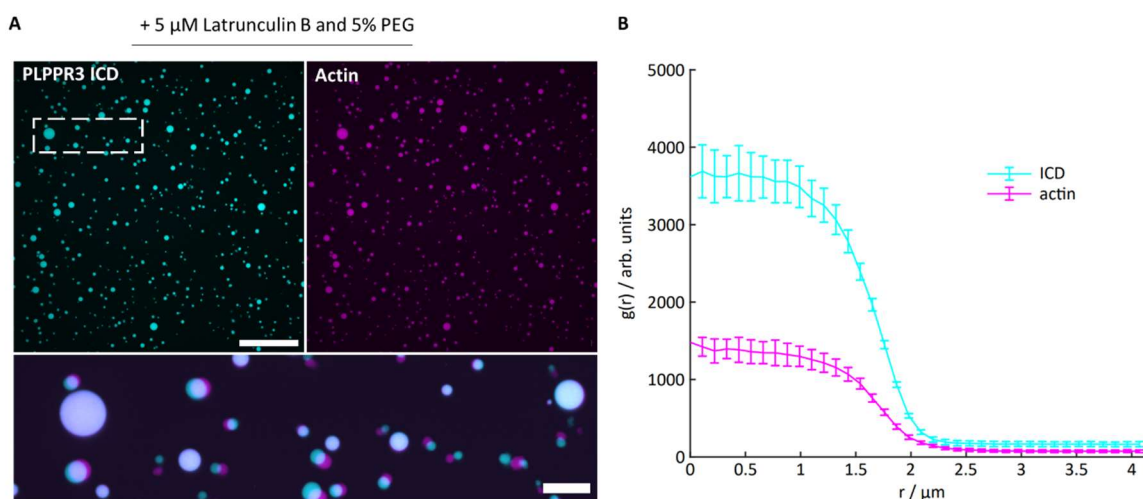 A
+ 5 µM Latrunculin B and 5% PEG
PLPPR3 ICD
Actin
B
5000
4000
3000
2000
1000
0
g(r) / arb. units
ICD
actin
0 0.5 1 1.5 2 2.5 3 3.5 4
r / µm